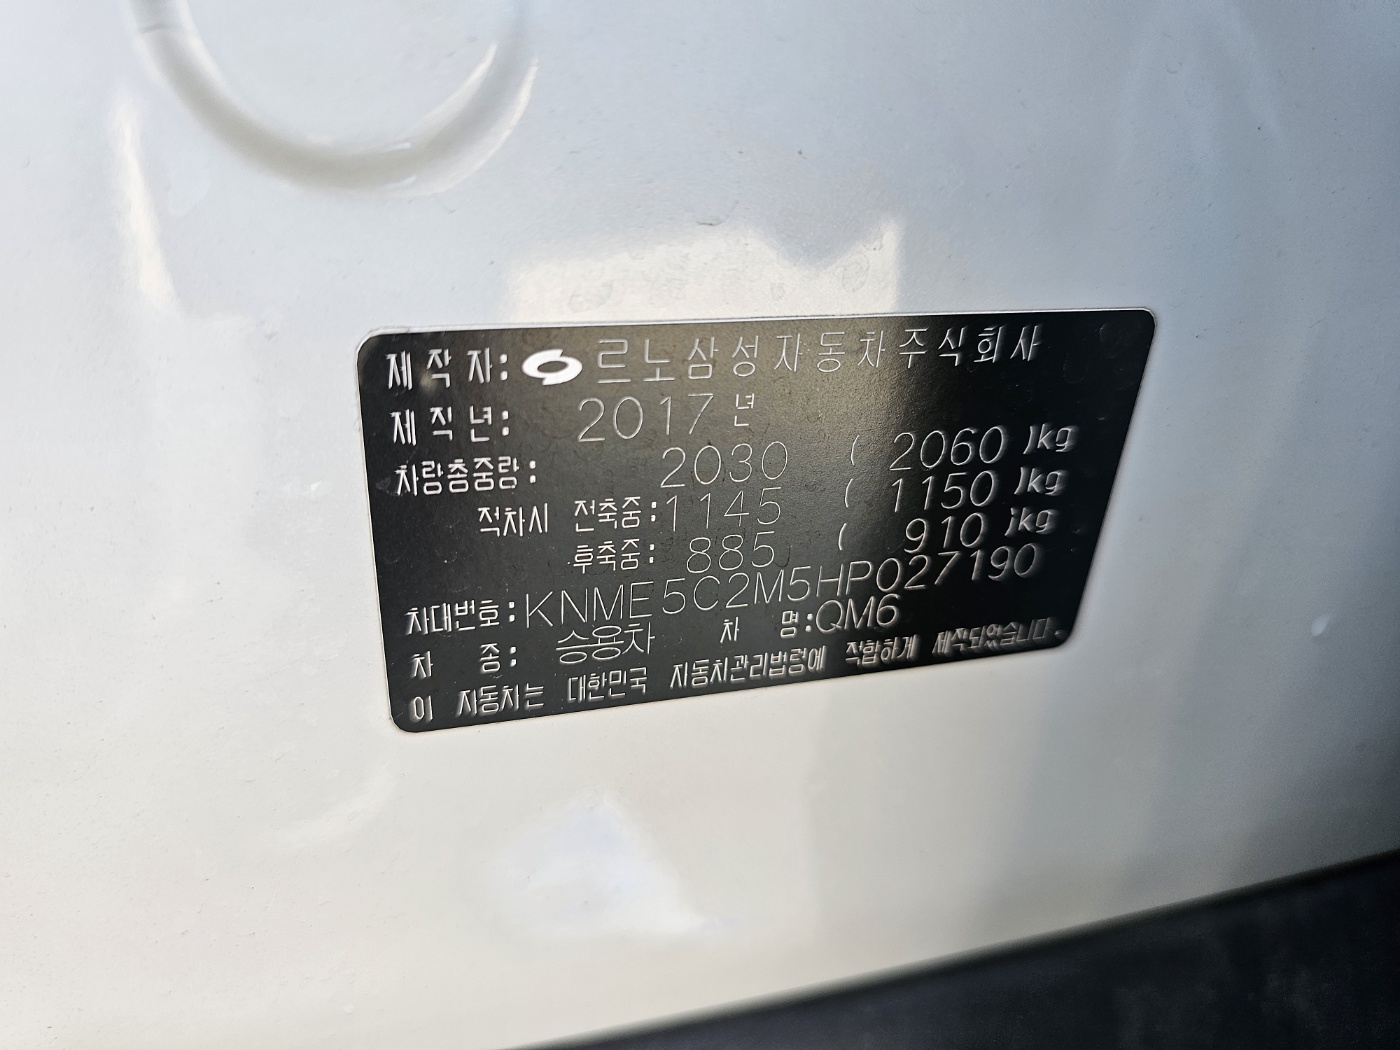 제작자: 르노삼성자동차주식회사
제작년: 2017년
차량총중량: 2030 ( 2060 )kg
적차시 전축중:1145 ( 1150 )kg
후축중: 885 ( 910 )kg
차대번호:KNME5C2M5HP027190
차 종: 승용차 차 명:QM6
이 자동차는 대한민국 자동차관리법령에 적합하게 제작되었습니다.